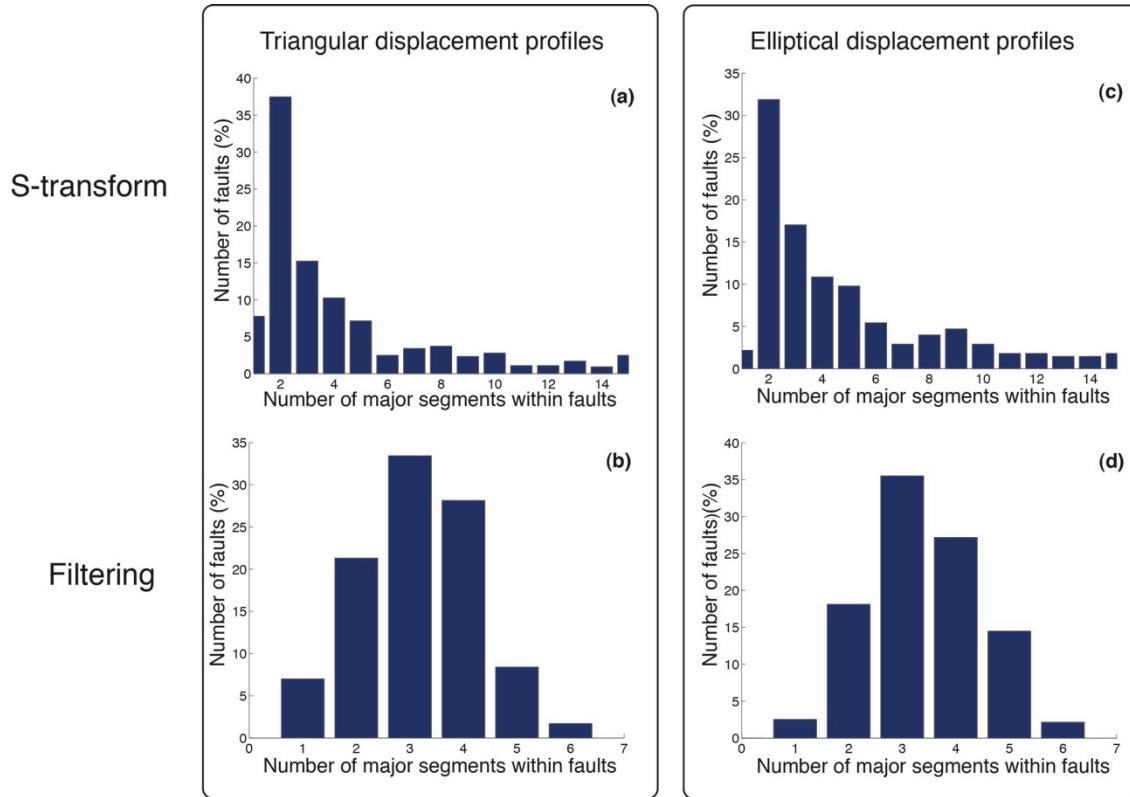 Triangular displacement profiles
Elliptical displacement profiles
S-transform
Filtering
(a)
Number of faults (%)
40
35
30
25
20
15
10
5
0
2 4 6 8 10 12 14
Number of major segments within faults
(c)
Number of faults (%)
35
30
25
20
15
10
5
0
2 4 6 8 10 12 14
Number of major segments within faults
(b)
Number of faults (%)
35
30
25
20
15
10
5
0
0 1 2 3 4 5 6 7
Number of major segments within faults
(d)
Number of faults)(%)
40
35
30
25
20
15
10
5
0
0 1 2 3 4 5 6 7
Number of major segments within faults